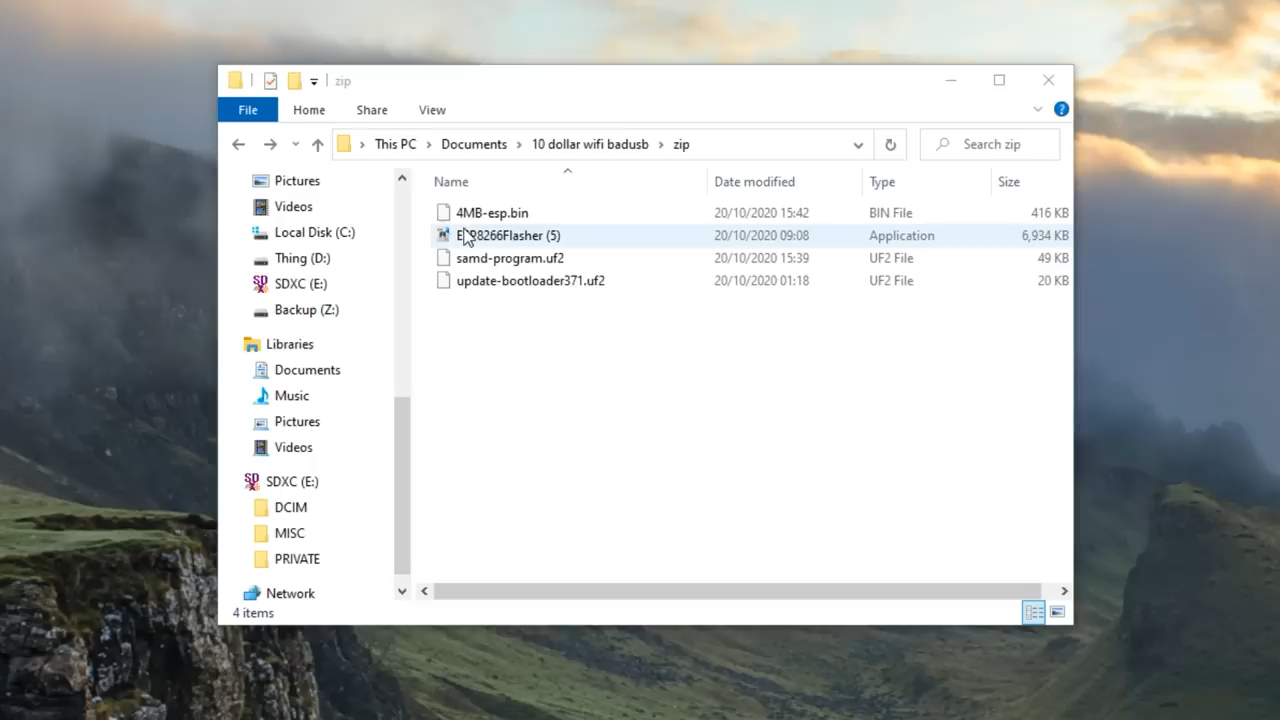 zip
File Home Share View
This PC Documents 10 dollar wifi badusb zip Search zip
Name Date modified Type Size
4MB-esp.bin 20/10/2020 15:42 BIN File 416 KB
20/10/2020 09:08 Application 6,934 KB
samd-program.uf2 20/10/2020 15:39 UF2 File 49 KB
update-bootloader371.uf2 20/10/2020 01:18 UF2 File 20 KB
Pictures
Videos
Local Disk (C:)
Thing (D:)
SDXC (E:)
Backup (Z:)
Libraries
Documents
Music
Pictures
Videos
SDXC (E:)
DCIM
MISC
PRIVATE
Network
4 items